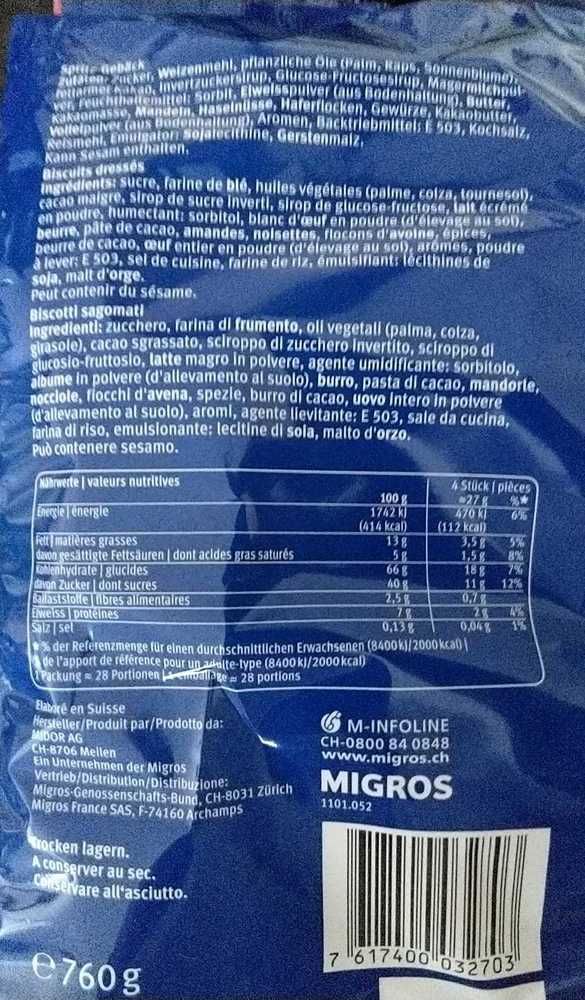 Spritz-Gebäck
Zutaten: Zucker, Weizenmehl, pflanzliche Öle (Palm, Raps, Sonnenblume),
Kakao, Invertzuckersirup, Glucose-Fructosesirup, Magermilchpul-
ver, Feuchthaltemittel: Sorbit, Eiweisspulver (aus Bodenhaltung), Butter,
Kakaomasse, Mandeln, Haselnüsse, Haferflocken, Gewürze, Kakaobutter,
Volleipulver (aus Bodenhaltung), Aromen, Backtriebmittel: E 503, Kochsalz,
Reismehl, Emulgator: Sojalecithine, Gerstenmalz.
Kann Sesam enthalten.
Biscuits dressés
Ingrédients: sucre, farine de blé, huiles végétales (palme, colza, tournesol),
cacao maigre, sirop de sucre inverti, sirop de glucose-fructose, lait écrémé
en poudre, humectant: sorbitol, blanc d'œuf en poudre (d'élevage au sol),
beurre, pâte de cacao, amandes, noisettes, flocons d'avoine, épices,
beurre de cacao, œuf entier en poudre (d'élevage au sol), arômes, poudre
à lever: E 503, sel de cuisine, farine de riz, émulsifiant: lécithines de
soja, malt d'orge.
Peut contenir du sésame.
Biscotti sagomati
Ingredienti: zucchero, farina di frumento, oli vegetali (palma, colza,
girasole), cacao sgrassato, sciroppo di zucchero invertito, sciroppo di
glucosio-fruttosio, latte magro in polvere, agente umidificante: sorbitolo,
albume in polvere (d'allevamento al suolo), burro, pasta di cacao, mandorle,
nocciole, fiocchi d'avena, spezie, burro di cacao, uovo intero in polvere
(d'allevamento al suolo), aromi, agente lievitante: E 503, sale da cucina,
farina di riso, emulsionante: lecitine di soia, malto d'orzo.
Può contenere sesamo.
Nährwerte | valeurs nutritives 4 Stück | pièces
100 g ≈27 g %*
Energie | énergie 1742 kJ 470 kJ 6%
(414 kcal) (112 kcal)
Fett | matières grasses 13 g 3,5 g 5%
davon gesättigte Fettsäuren | dont acides gras saturés 5 g 1,5 g 8%
Kohlenhydrate | glucides 66 g 18 g 7%
davon Zucker | dont sucres 40 g 11 g 12%
Ballaststoffe | fibres alimentaires 2,5 g 0,7 g
Eiweiss | protéines 7 g 2 g 4%
Salz | sel 0,13 g 0,04 g 1%
*% der Referenzmenge für einen durchschnittlichen Erwachsenen (8400 kJ/2000 kcal) |
% de l'apport de référence pour un adulte-type (8400 kJ/2000 kcal)
1 Packung ≈ 28 Portionen | 1 emballage ≈ 28 portions
Elaboré en Suisse
Hersteller/Produit par/Prodotto da:
MIDOR AG
CH-8706 Meilen
Ein Unternehmen der Migros
Vertrieb/Distribution/Distribuzione:
Migros-Genossenschafts-Bund, CH-8031 Zürich
Migros France SAS, F-74160 Archamps
M-INFOLINE
CH-0800 84 0848
www.migros.ch
MIGROS
1101.052
Trocken lagern.
A conserver au sec.
Conservare all'asciutto.
e760 g
7 617400 032703